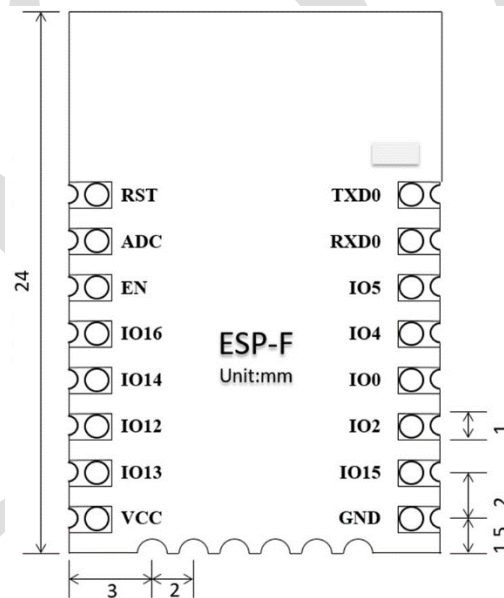 RST TXD0
ADC RXD0
24
EN IO5
IO16 IO4
ESP-F
Unit:mm
IO14 IO0
IO12 IO2
1
IO13 IO15
2
VCC GND
1.5
3 2